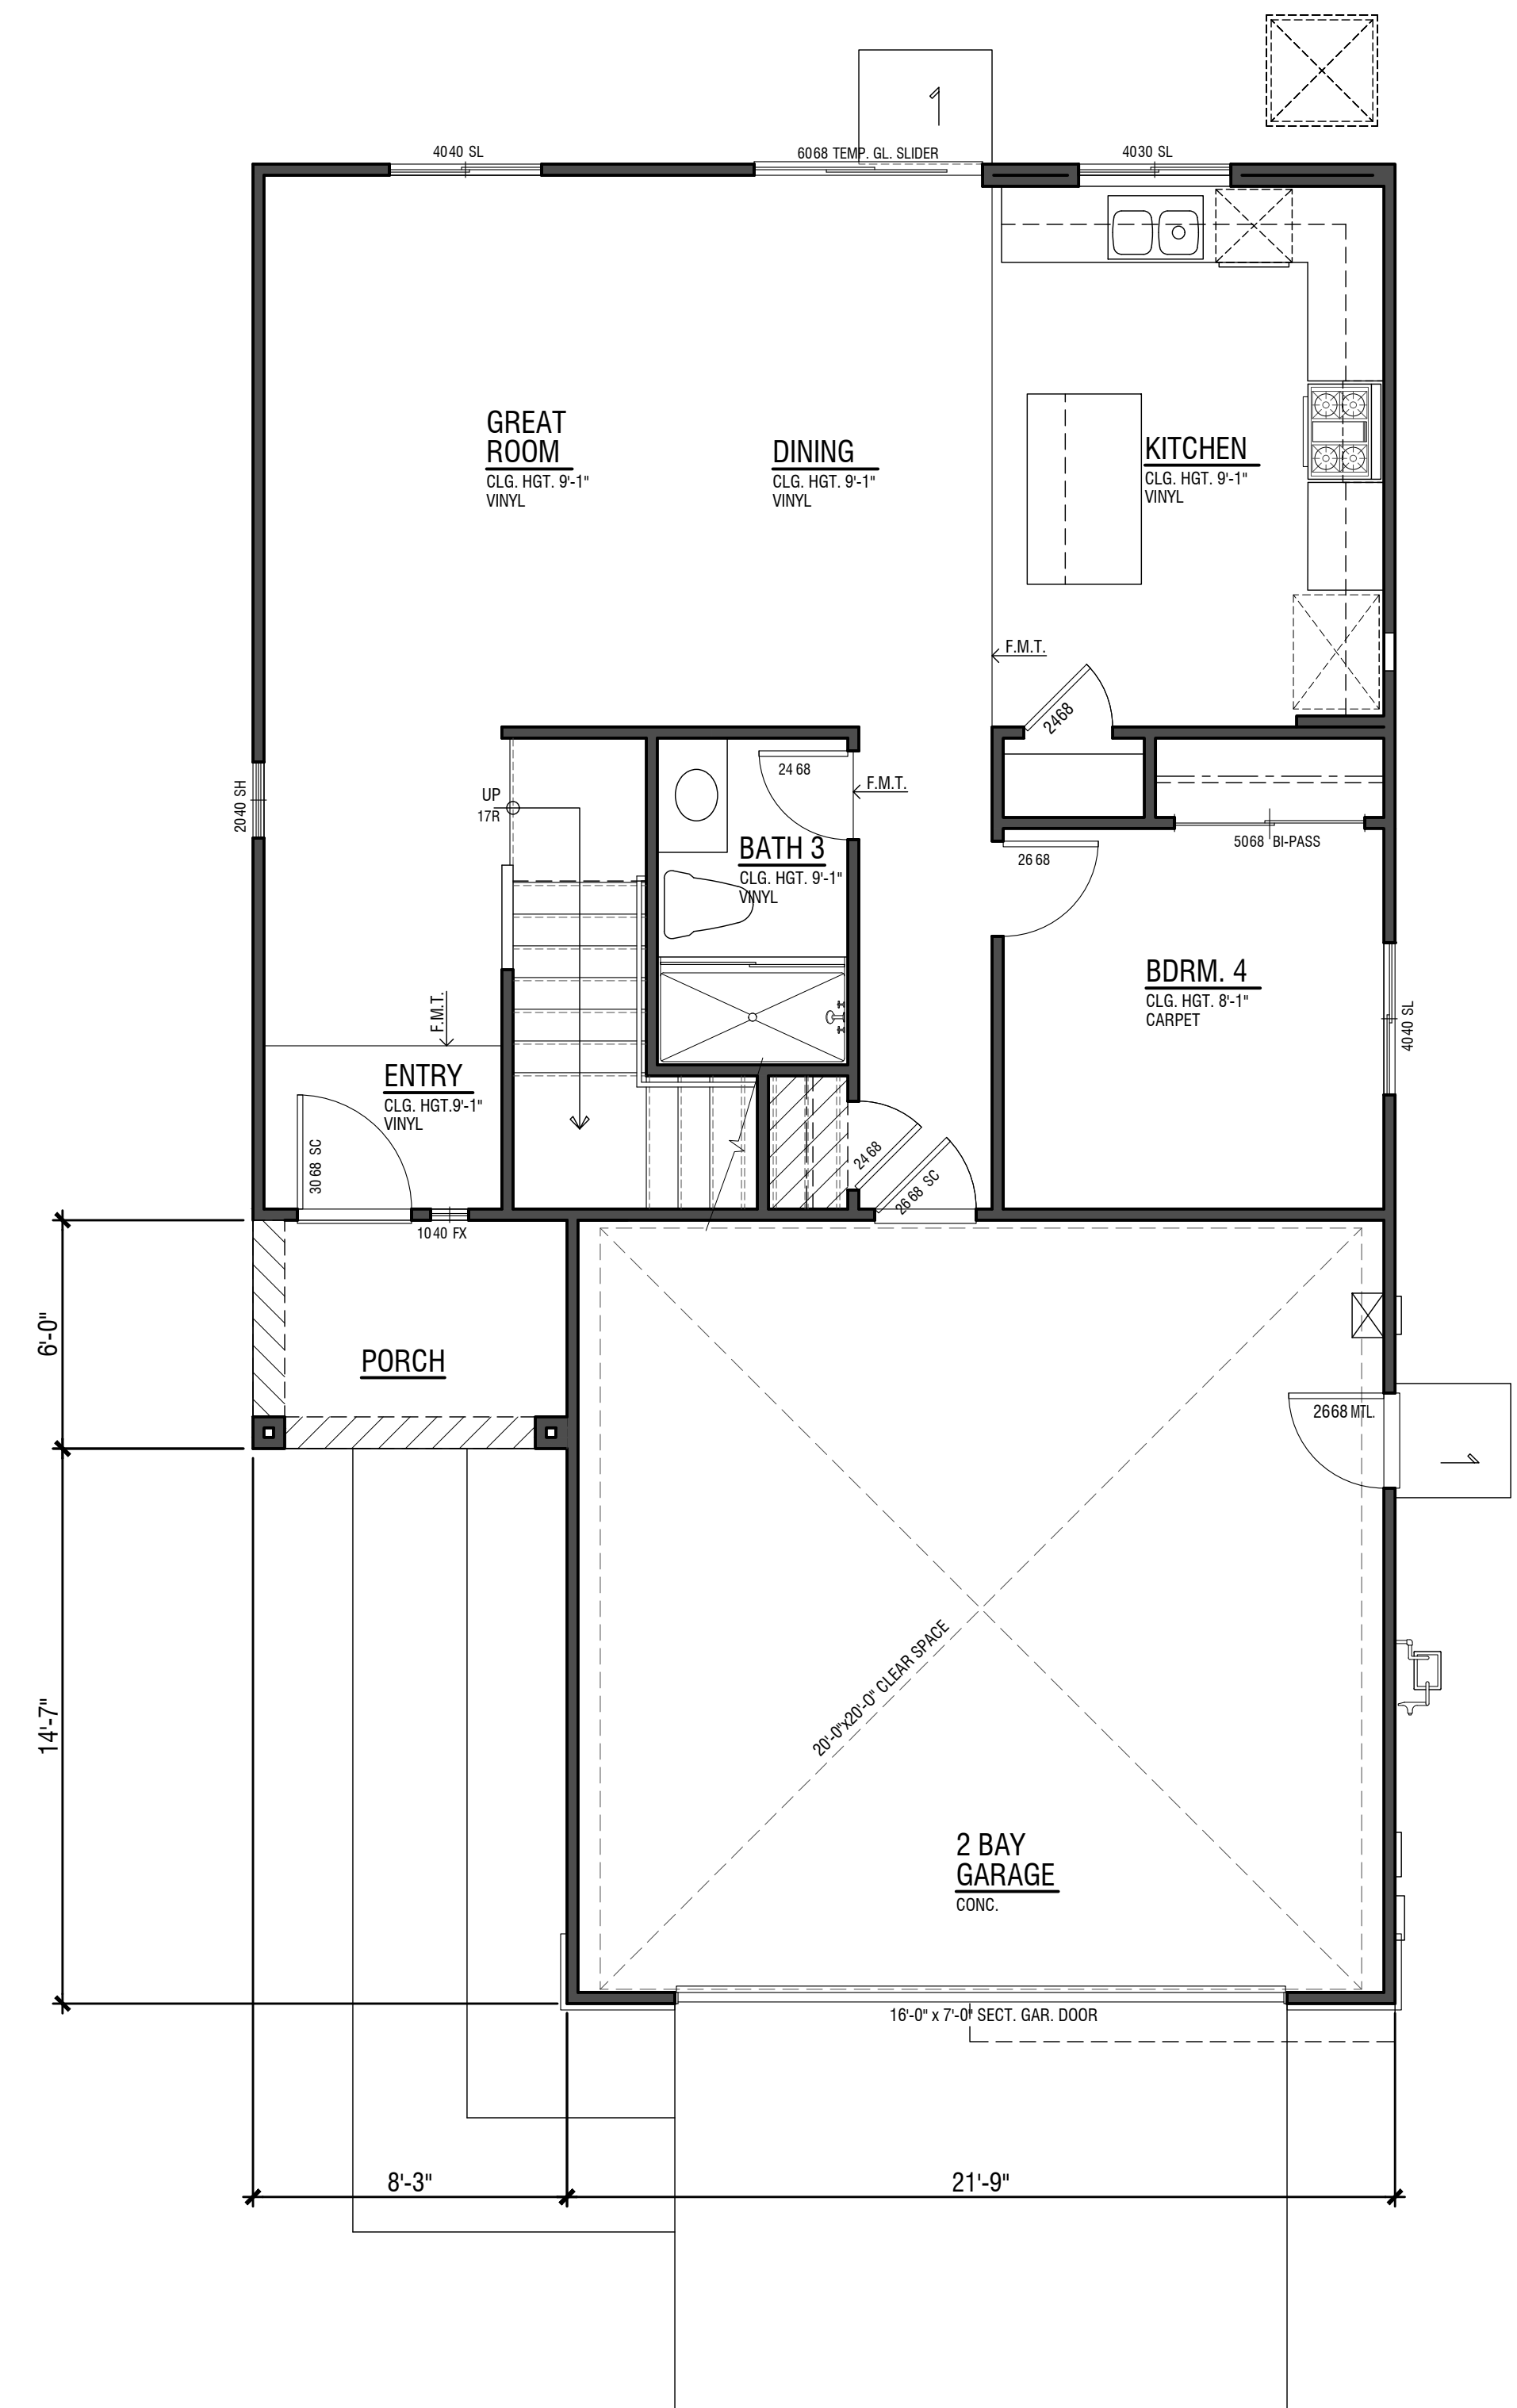 1
4040 SL
6068 TEMP. GL. SLIDER
4030 SL
GREAT
ROOM
CLG. HGT. 9'-1"
VINYL
DINING
CLG. HGT. 9'-1"
VINYL
KITCHEN
CLG. HGT. 9'-1"
VINYL
F.M.T.
2468
2040 SH
UP
17R
2468
F.M.T.
BATH 3
CLG. HGT. 9'-1"
VINYL
5068 BI-PASS
2668
BDRM. 4
CLG. HGT. 8'-1"
CARPET
4040 SL
F.M.T.
ENTRY
CLG. HGT.9'-1"
VINYL
3068 SC
2468
2668 SC
1040 FX
6'-0"
PORCH
2668 MTL.
1
14'-7"
20'-0"x20'-0" CLEAR SPACE
2 BAY
GARAGE
CONC.
16'-0" x 7'-0" SECT. GAR. DOOR
8'-3"
21'-9"